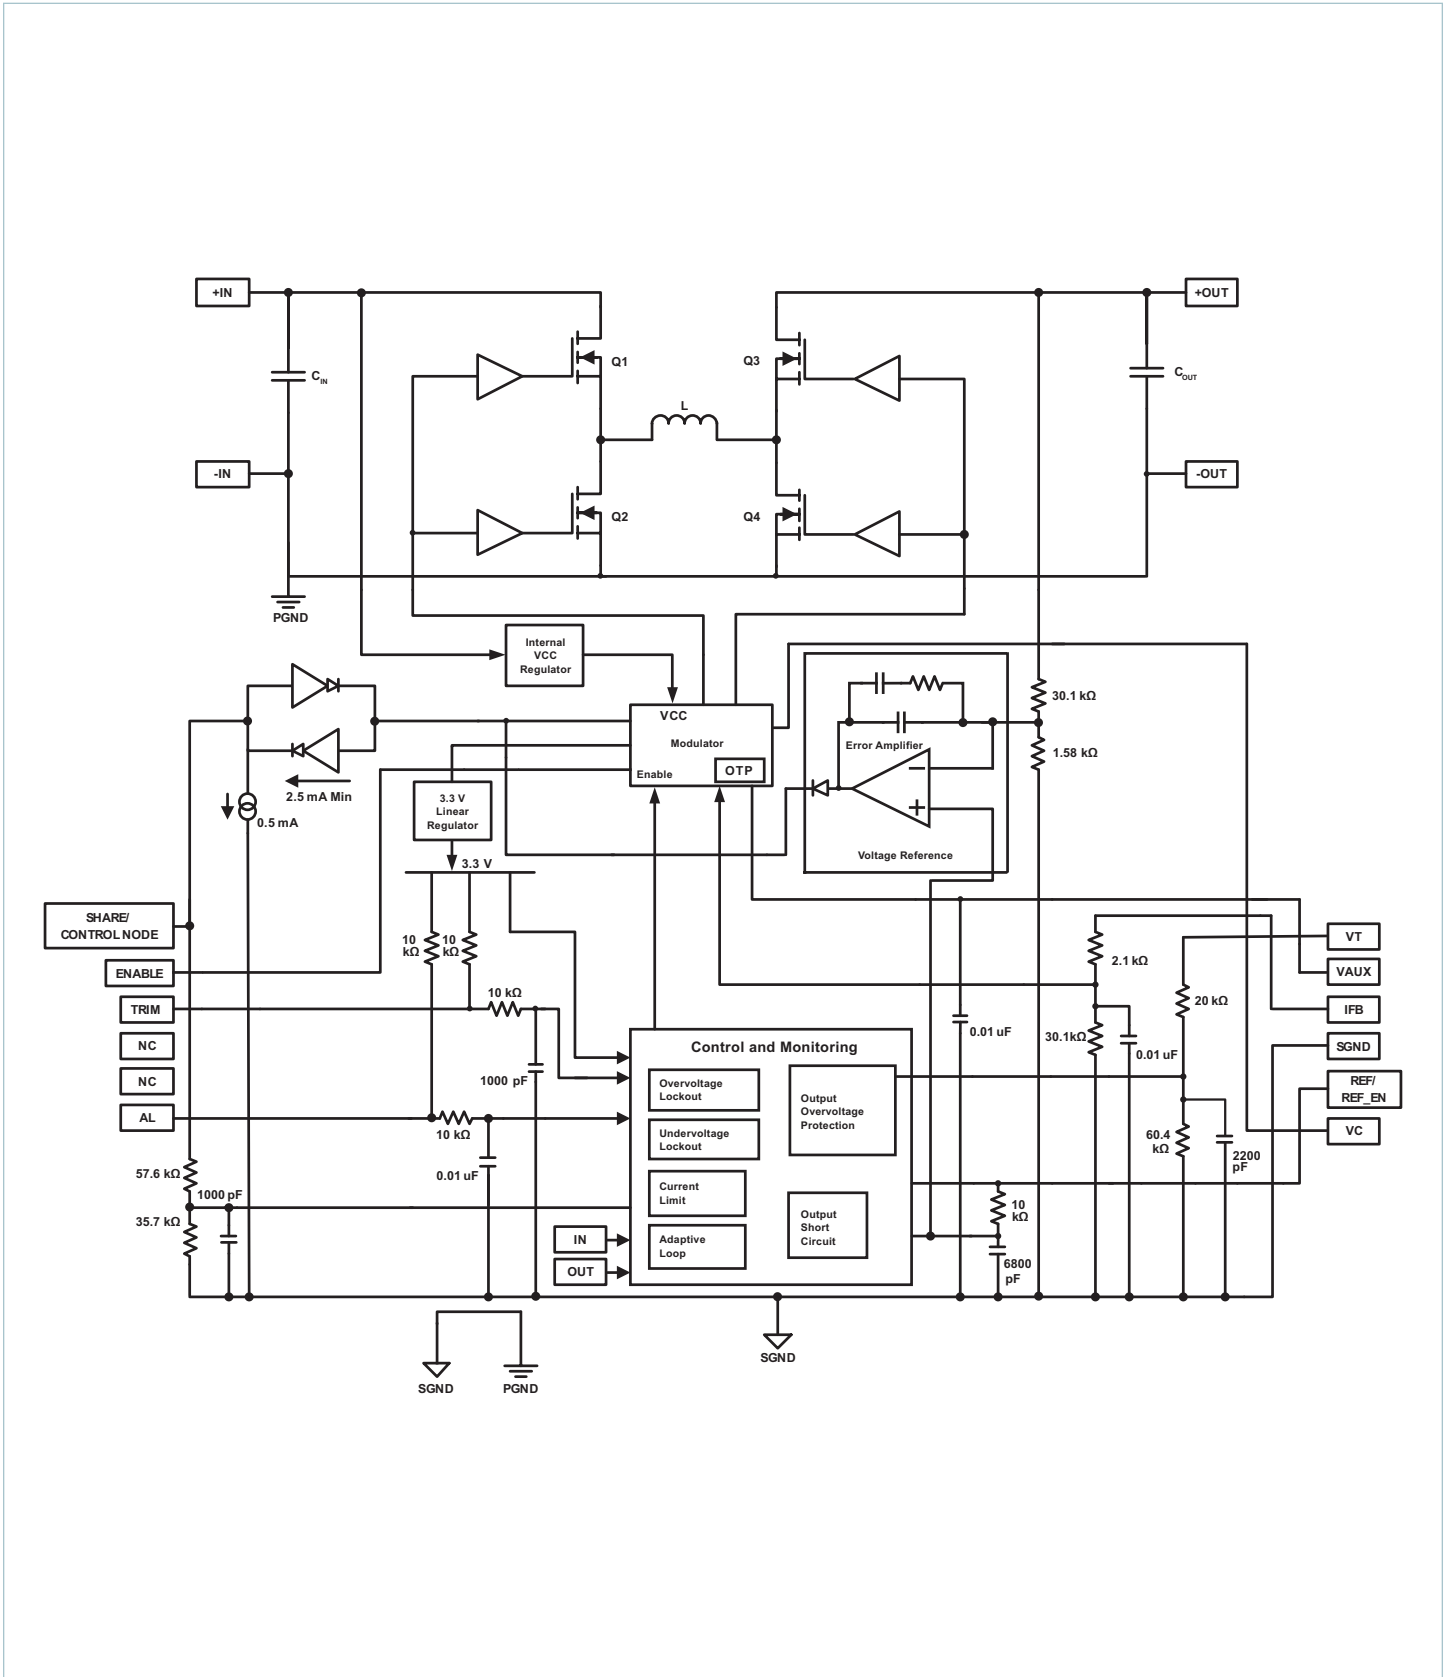 +IN
+OUT
Q1
Q3
CIN
COUT
L
-IN
-OUT
Q2
Q4
PGND
Internal
VCC
Regulator
30.1 kΩ
VCC
Modulator
Error Amplifier
1.58 kΩ
Enable
OTP
2.5 mA Min
3.3 V
Linear
Regulator
0.5 mA
−
+
Voltage Reference
3.3 V
SHARE/
CONTROL NODE
10
kΩ
10
kΩ
VT
2.1 kΩ
ENABLE
VAUX
10 kΩ
20 kΩ
TRIM
IFB
0.01 uF
30.1kΩ
NC
Control and Monitoring
SGND
0.01 uF
1000 pF
NC
Overvoltage
Lockout
Output
Overvoltage
Protection
REF/
REF_EN
AL
10 kΩ
Undervoltage
Lockout
60.4
kΩ
VC
2200
pF
57.6 kΩ
0.01 uF
1000 pF
Current
Limit
10
kΩ
35.7 kΩ
Output
Short
Circuit
IN
Adaptive
Loop
OUT
6800
pF
SGND
SGND
PGND